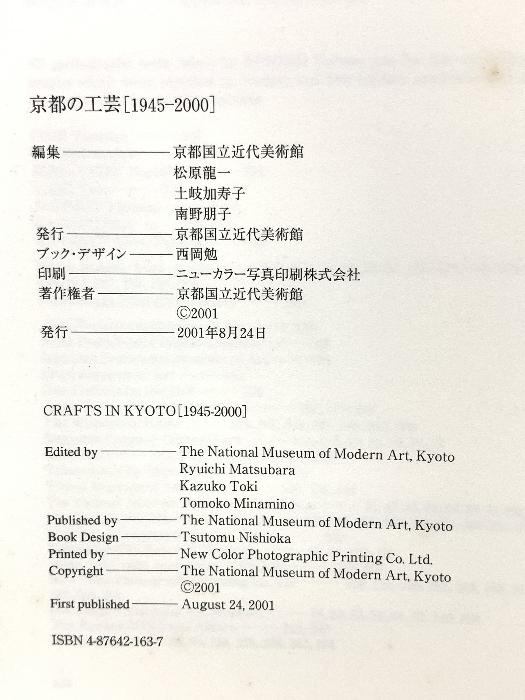 京都の工芸[1945-2000]
編集 京都国立近代美術館
松原龍一
土岐加寿子
南野朋子
発行 京都国立近代美術館
ブック・デザイン 西岡勉
印刷 ニューカラー写真印刷株式会社
著作権者 京都国立近代美術館
©2001
発行 2001年8月24日
CRAFTS IN KYOTO[1945-2000]
Edited by The National Museum of Modern Art, Kyoto
Ryuichi Matsubara
Kazuko Toki
Tomoko Minamino
Published by The National Museum of Modern Art, Kyoto
Book Design Tsutomu Nishioka
Printed by New Color Photographic Printing Co. Ltd.
Copyright The National Museum of Modern Art, Kyoto
©2001
First published August 24, 2001
ISBN 4-87642-163-7